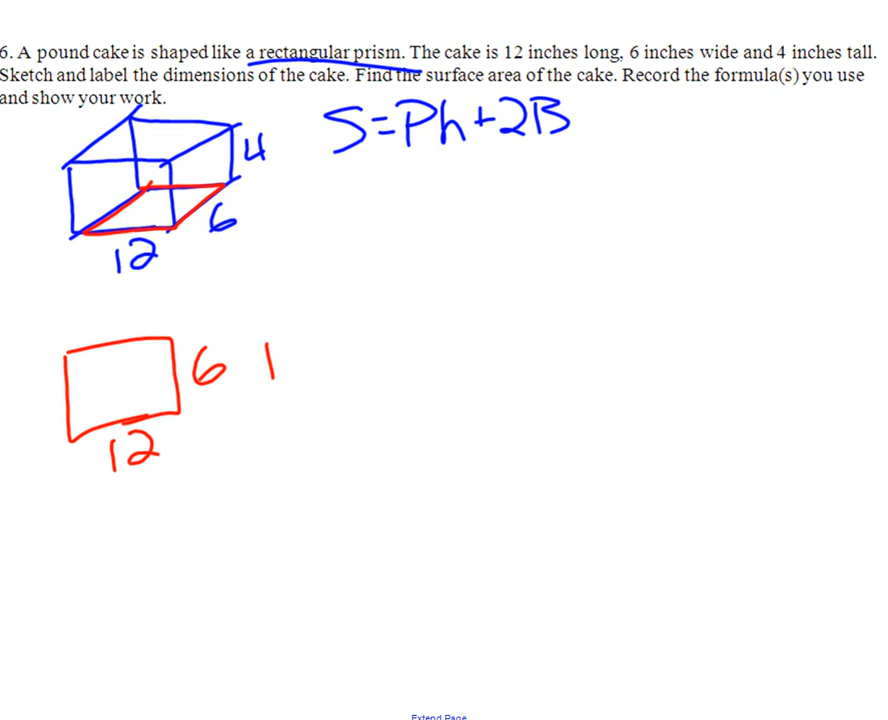 6. A pound cake is shaped like a rectangular prism. The cake is 12 inches long, 6 inches wide and 4 inches tall.
Sketch and label the dimensions of the cake. Find the surface area of the cake. Record the formula(s) you use
and show your work.
S=Ph+2B
4
6
12
6 1
12
Extend Page